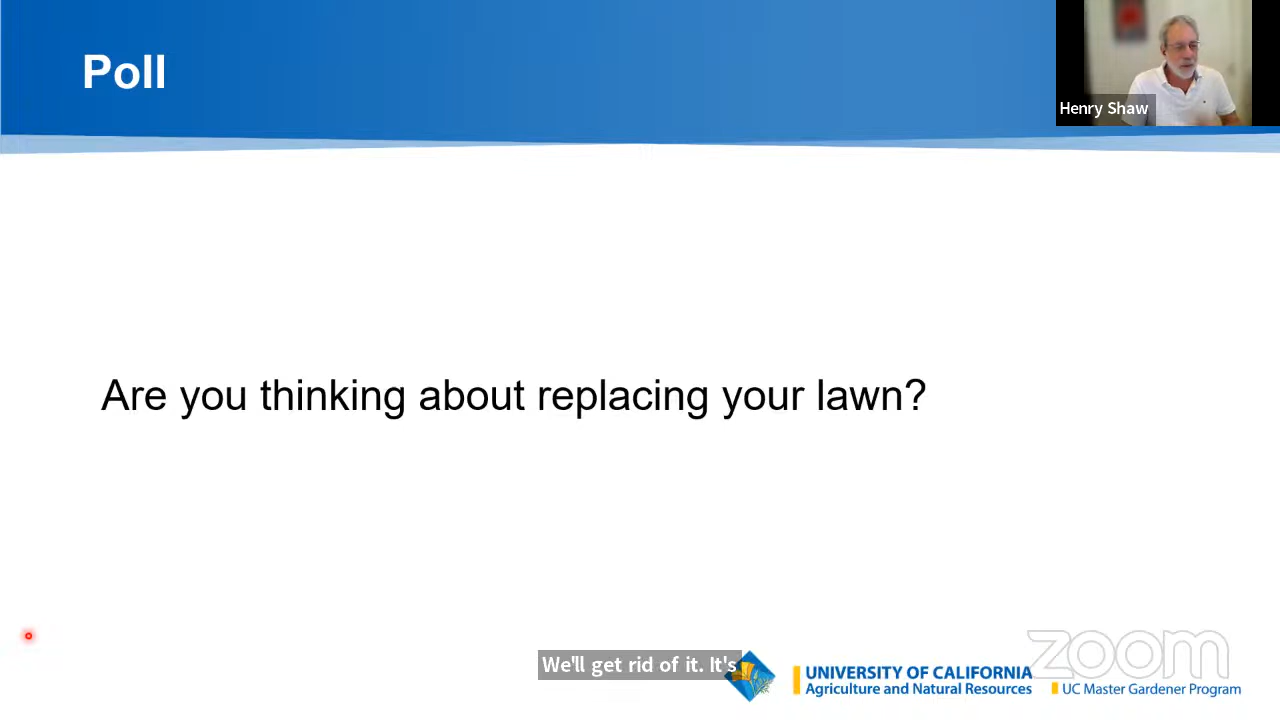 Poll
Henry Shaw
Are you thinking about replacing your lawn?
We'll get rid of it. It's
zoom
UNIVERSITY OF CALIFORNIA
Agriculture and Natural Resources
UC Master Gardener Program